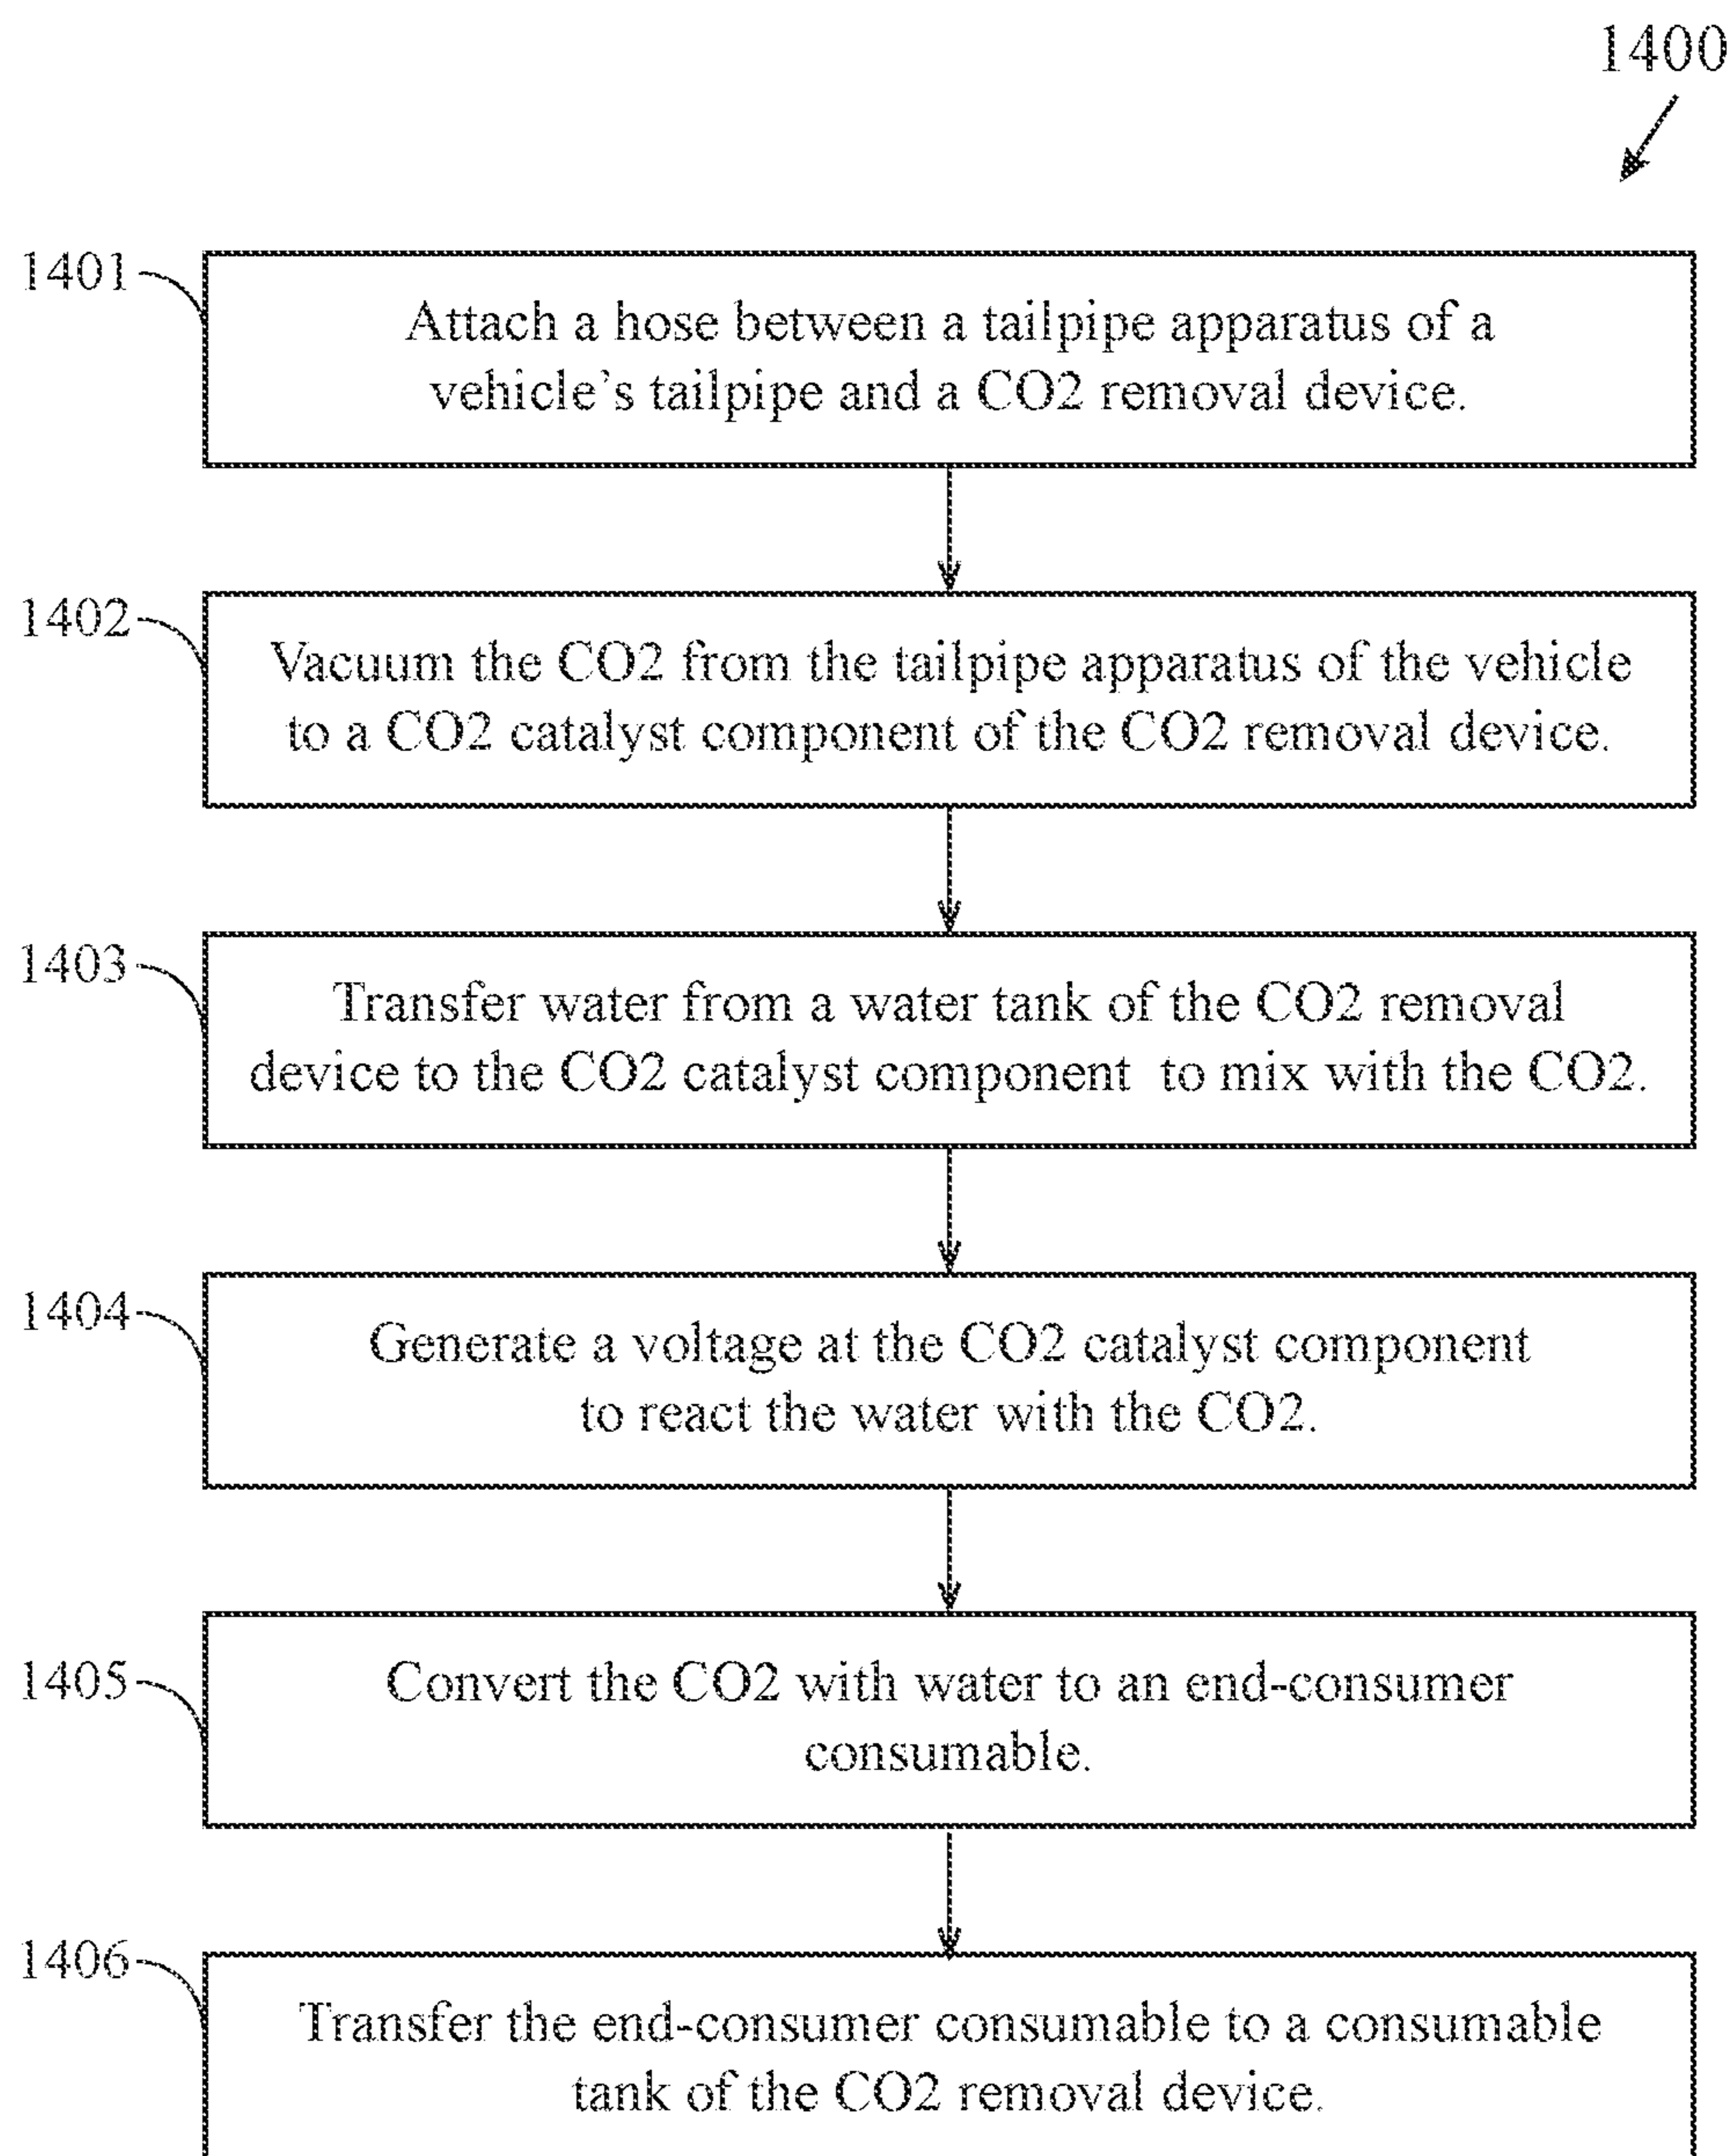 1400
1401
Attach a hose between a tailpipe apparatus of a
vehicle's tailpipe and a CO2 removal device.
1402
Vacuum the CO2 from the tailpipe apparatus of the vehicle
to a CO2 catalyst component of the CO2 removal device.
1403
Transfer water from a water tank of the CO2 removal
device to the CO2 catalyst component to mix with the CO2.
1404
Generate a voltage at the CO2 catalyst component
to react the water with the CO2.
1405
Convert the CO2 with water to an end-consumer
consumable.
1406
Transfer the end-consumer consumable to a consumable
tank of the CO2 removal device.